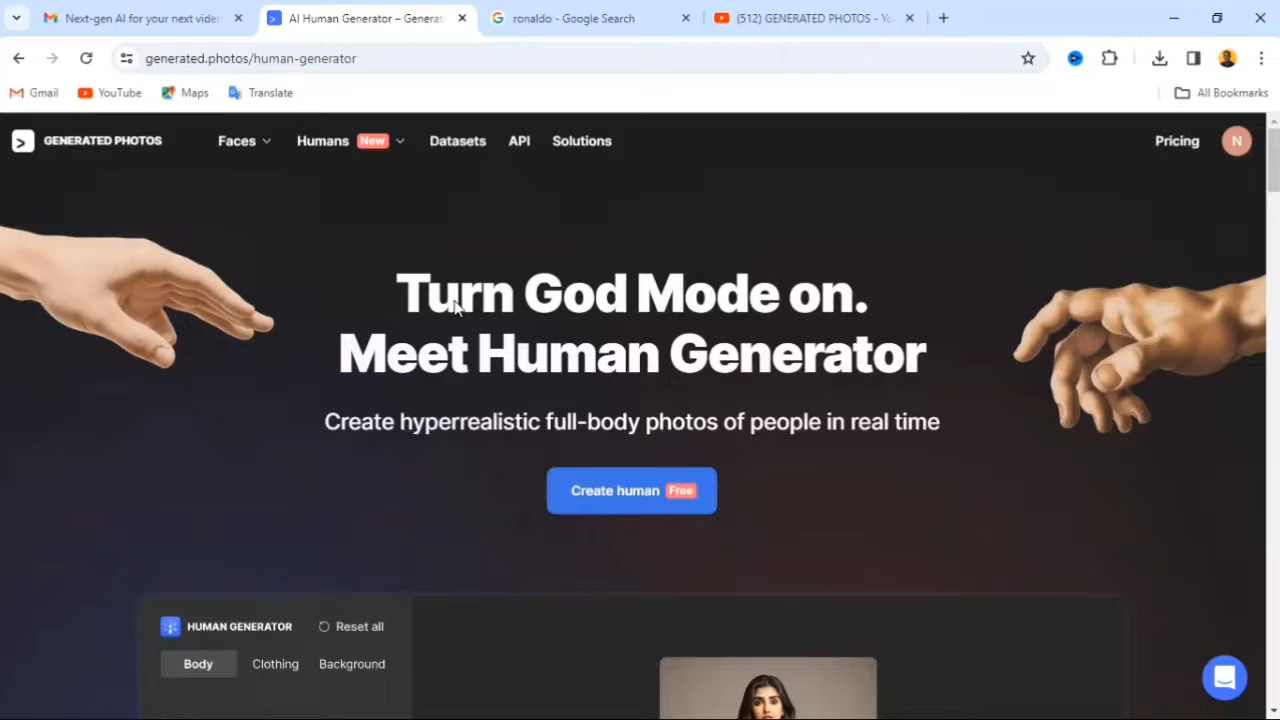 Next-gen AI for your next vide
AI Human Generator – Generat
ronaldo - Google Search
(512) GENERATED PHOTOS - Yo
generated.photos/human-generator
Gmail
YouTube
Maps
Translate
All Bookmarks
GENERATED PHOTOS
Faces
Humans New
Datasets
API
Solutions
Pricing
N
Turn God Mode on.
Meet Human Generator
Create hyperrealistic full-body photos of people in real time
Create human Free
HUMAN GENERATOR
Reset all
Body
Clothing
Background